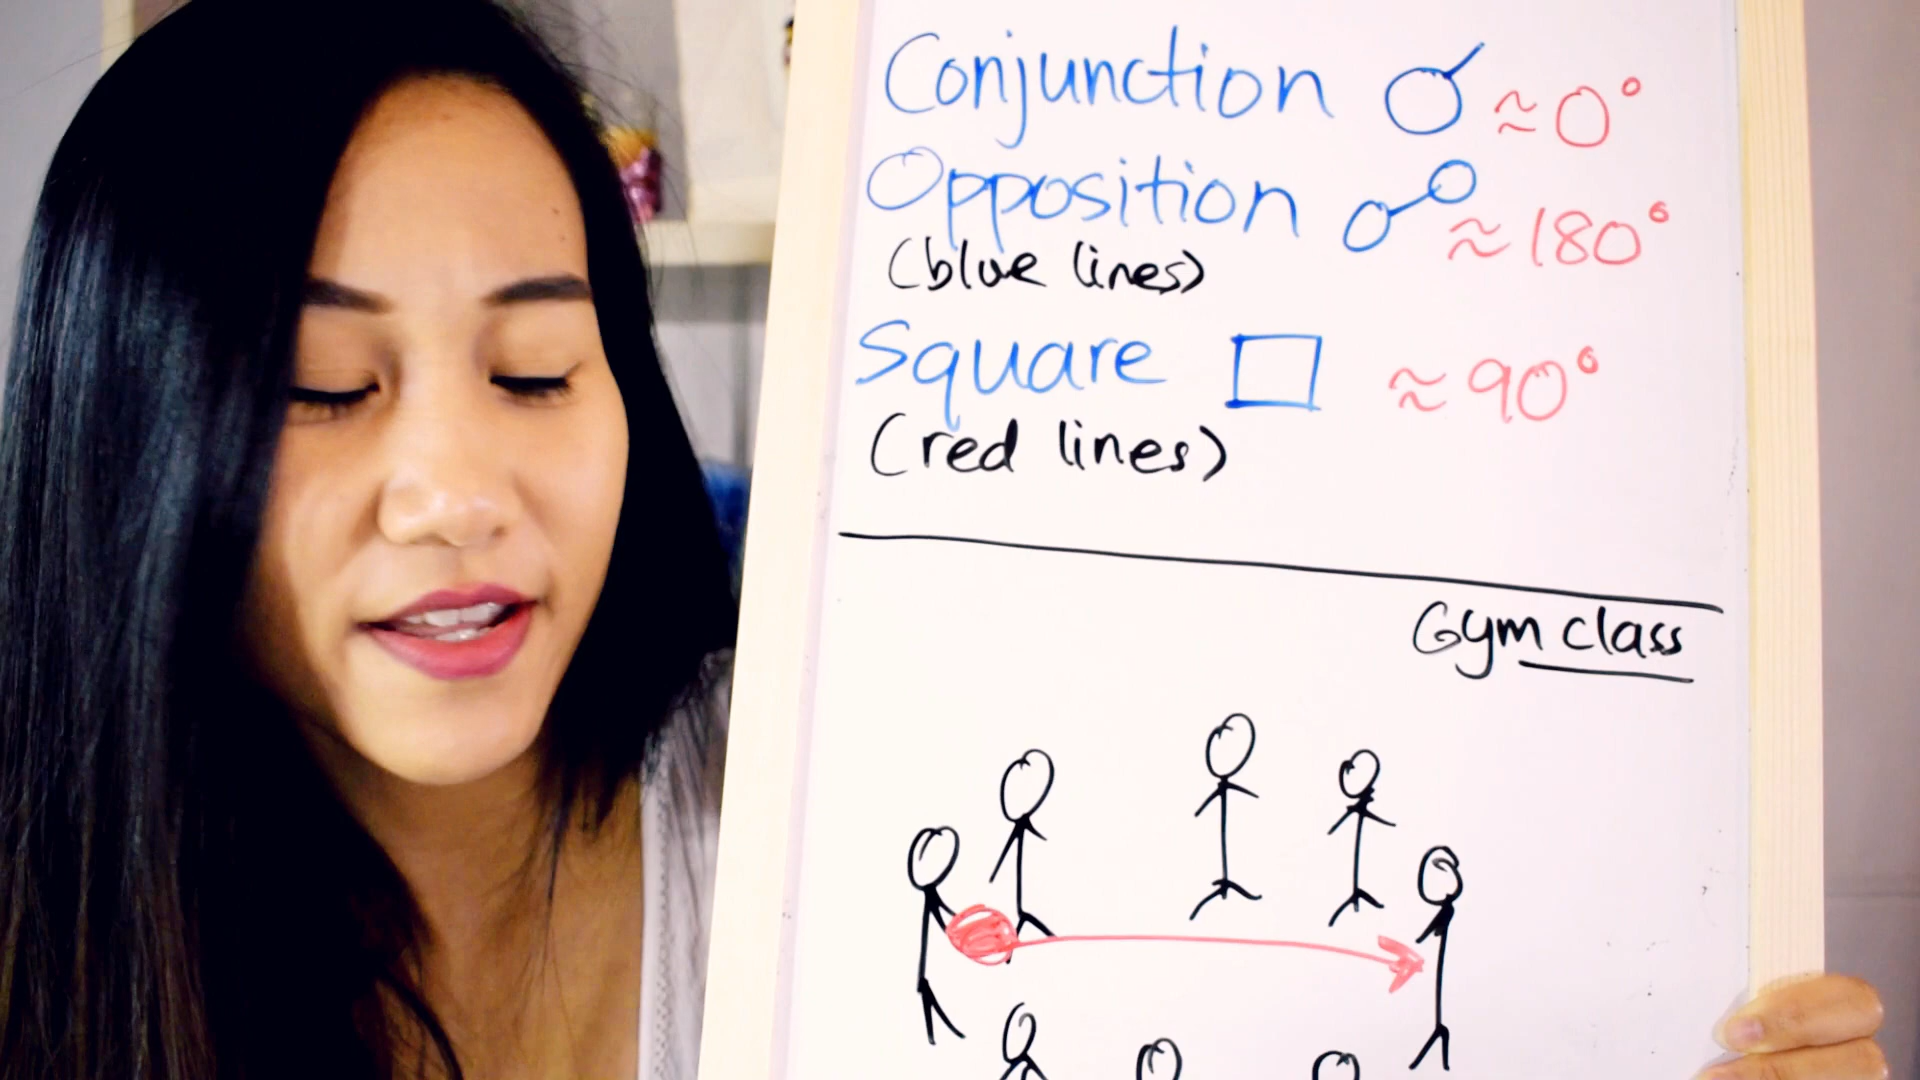 Conjunction ☌ ≈ 0°
Opposition ☍ ≈ 180°
(blue lines)
Square □ ≈ 90°
(red lines)
Gym class